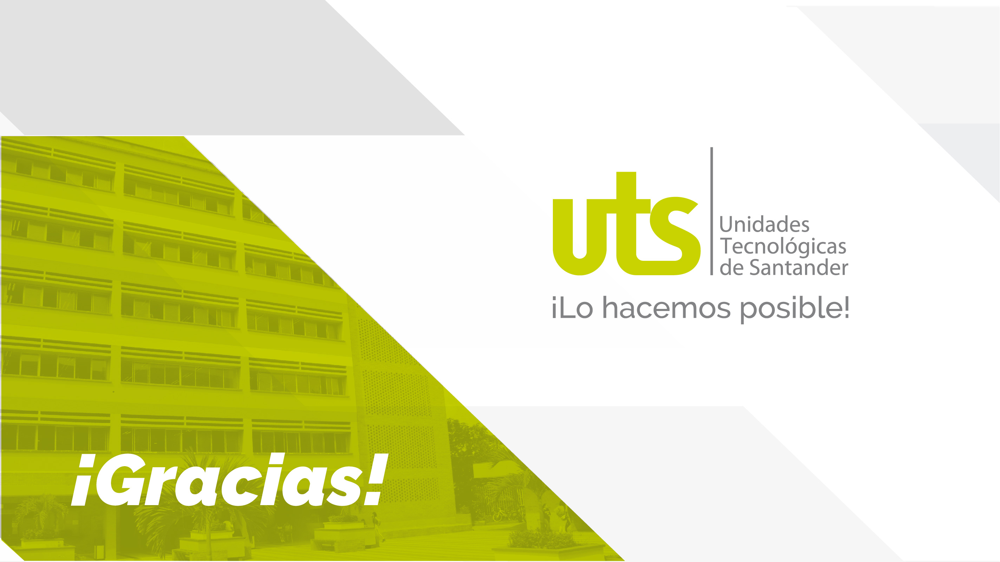 uts
Unidades
Tecnológicas
de Santander
¡Lo hacemos posible!
¡Gracias!